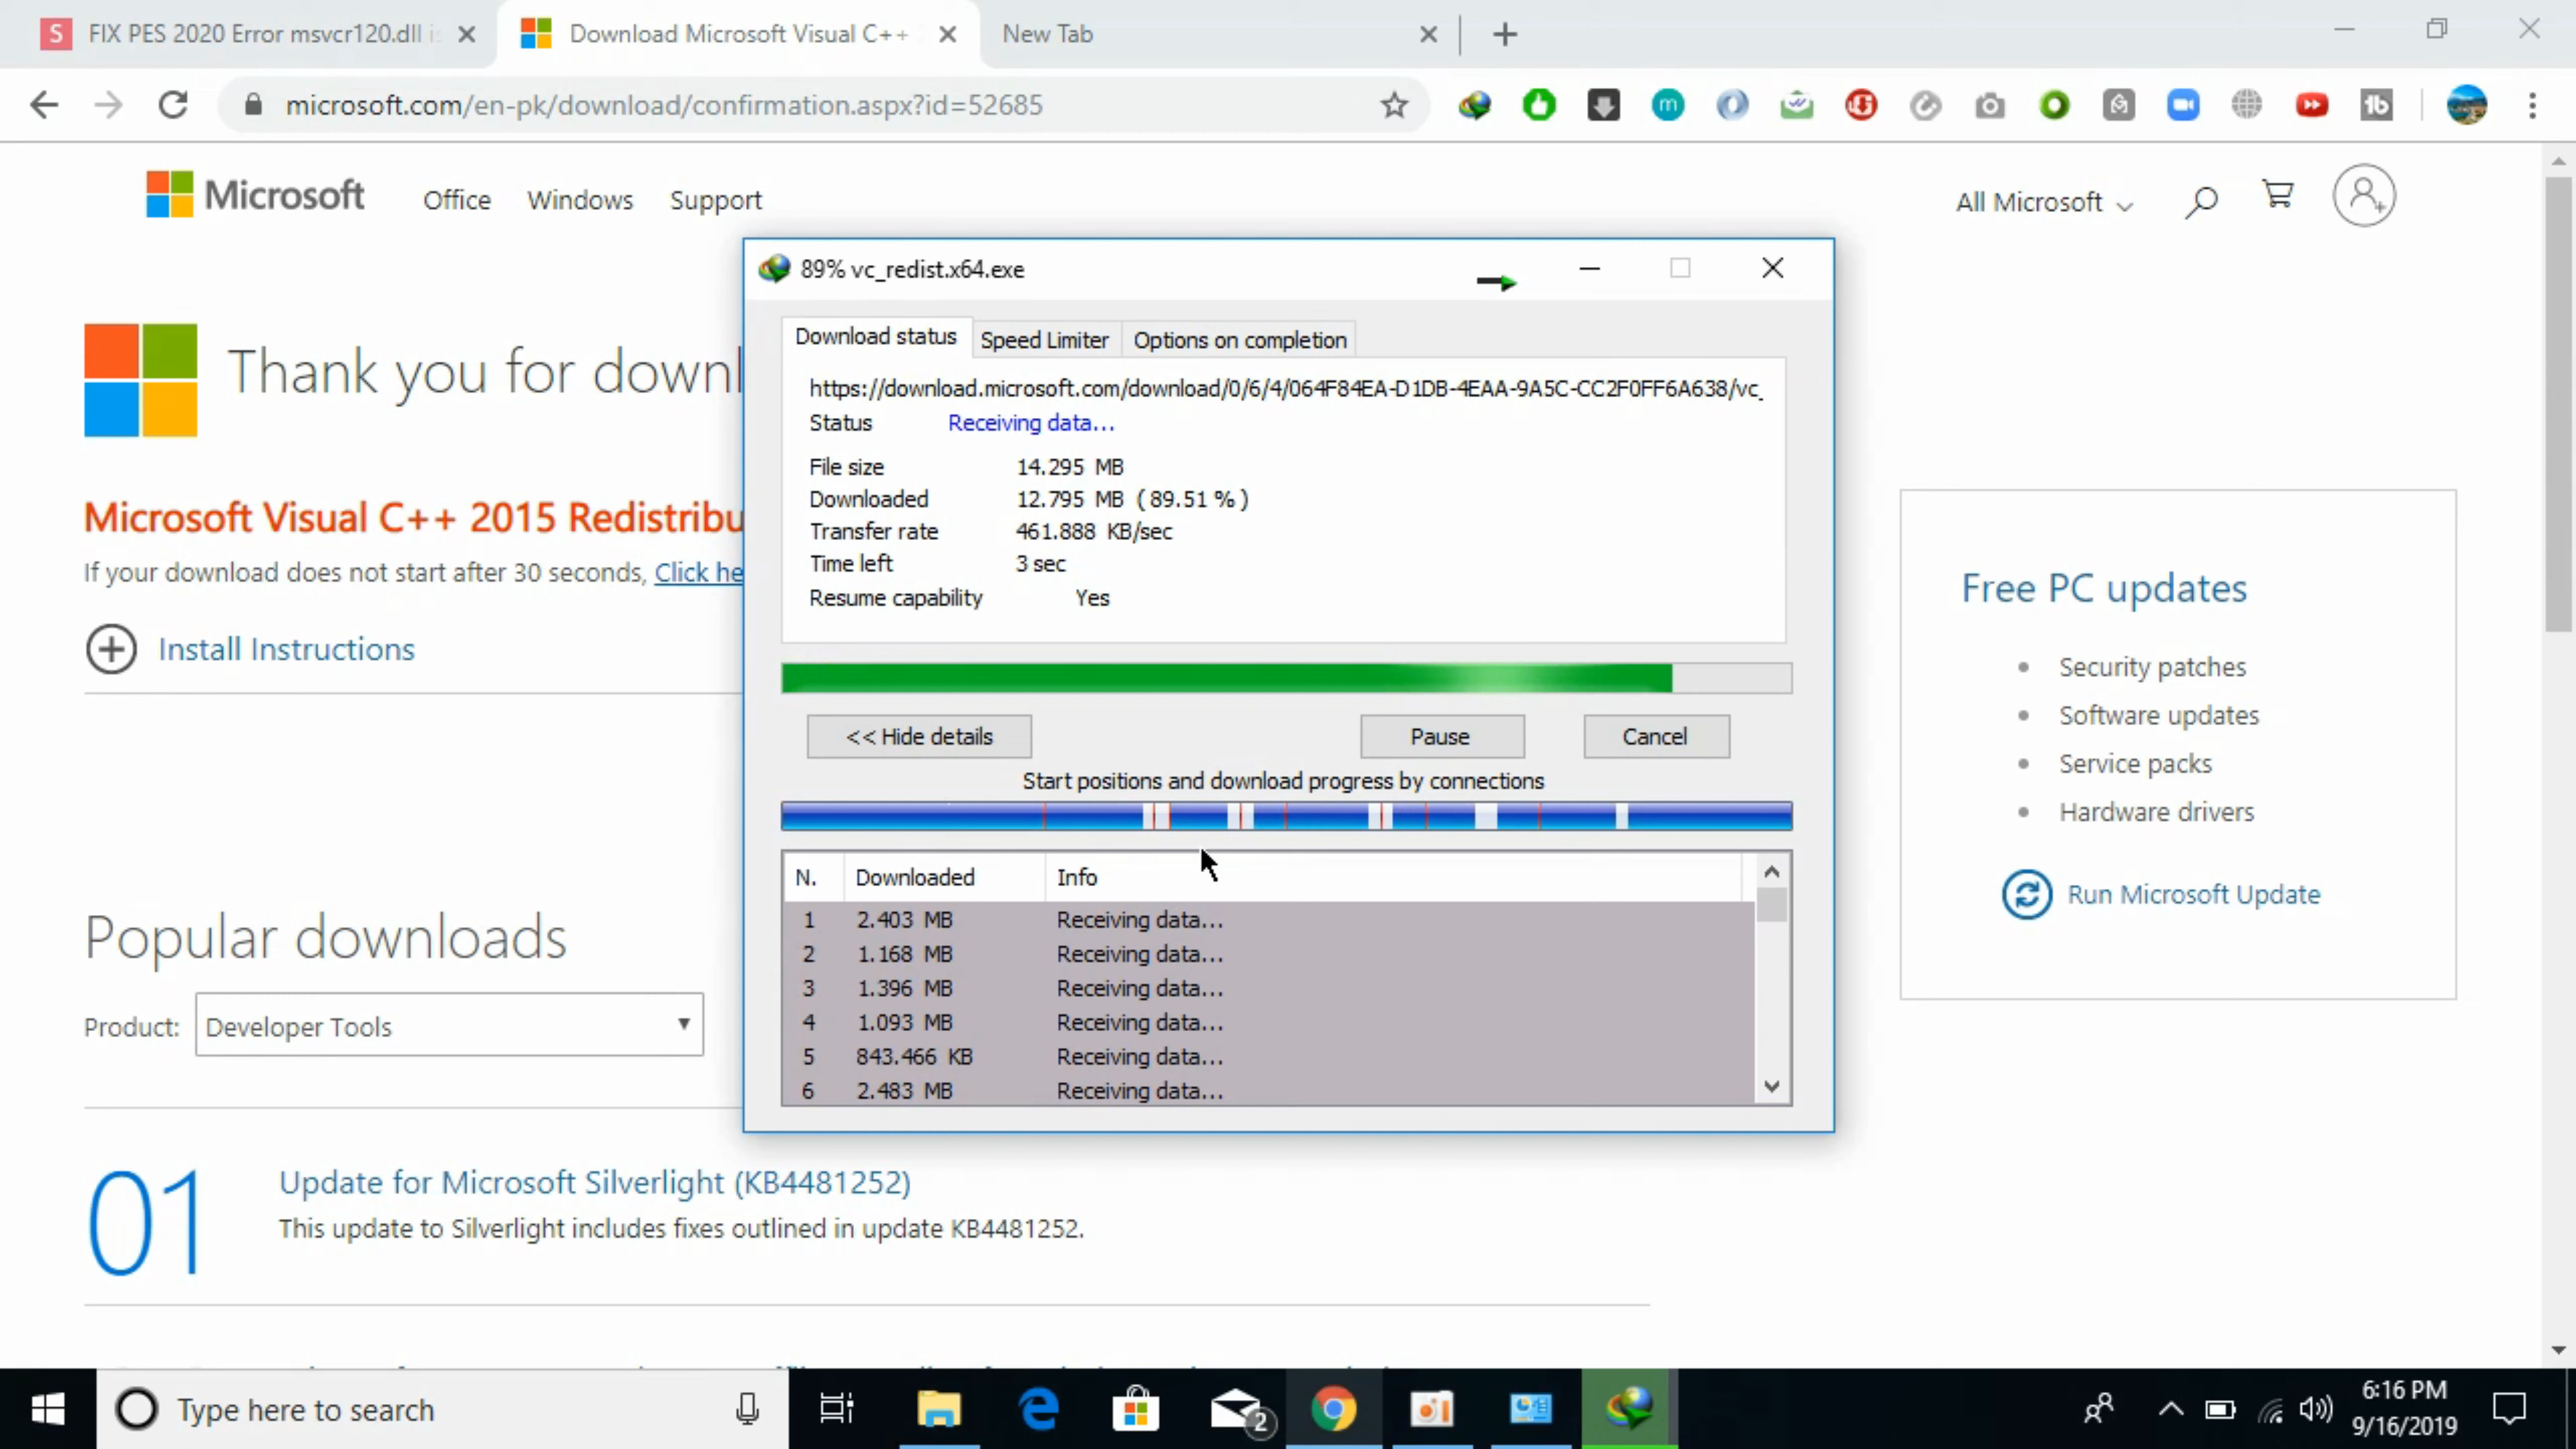 FIX PES 2020 Error msvcr120.dll is
Download Microsoft Visual C++
New Tab
microsoft.com/en-pk/download/confirmation.aspx?id=52685
Microsoft
Office
Windows
Support
All Microsoft
Thank you for downl
Microsoft Visual C++ 2015 Redistribu
If your download does not start after 30 seconds, Click he
Install Instructions
Popular downloads
Product:
Developer Tools
01
Update for Microsoft Silverlight (KB4481252)
This update to Silverlight includes fixes outlined in update KB4481252.
89% vc_redist.x64.exe
Download status
Speed Limiter
Options on completion
https://download.microsoft.com/download/0/6/4/064F84EA-D1DB-4EAA-9A5C-CC2F0FF6A638/vc_
Status Receiving data...
File size 14.295 MB
Downloaded 12.795 MB ( 89.51 % )
Transfer rate 461.888 KB/sec
Time left 3 sec
Resume capability Yes
<< Hide details
Pause
Cancel
Start positions and download progress by connections
N. Downloaded Info
1 2.403 MB Receiving data...
2 1.168 MB Receiving data...
3 1.396 MB Receiving data...
4 1.093 MB Receiving data...
5 843.466 KB Receiving data...
6 2.483 MB Receiving data...
Free PC updates
Security patches
Software updates
Service packs
Hardware drivers
Run Microsoft Update
Type here to search
2
6:16 PM
9/16/2019